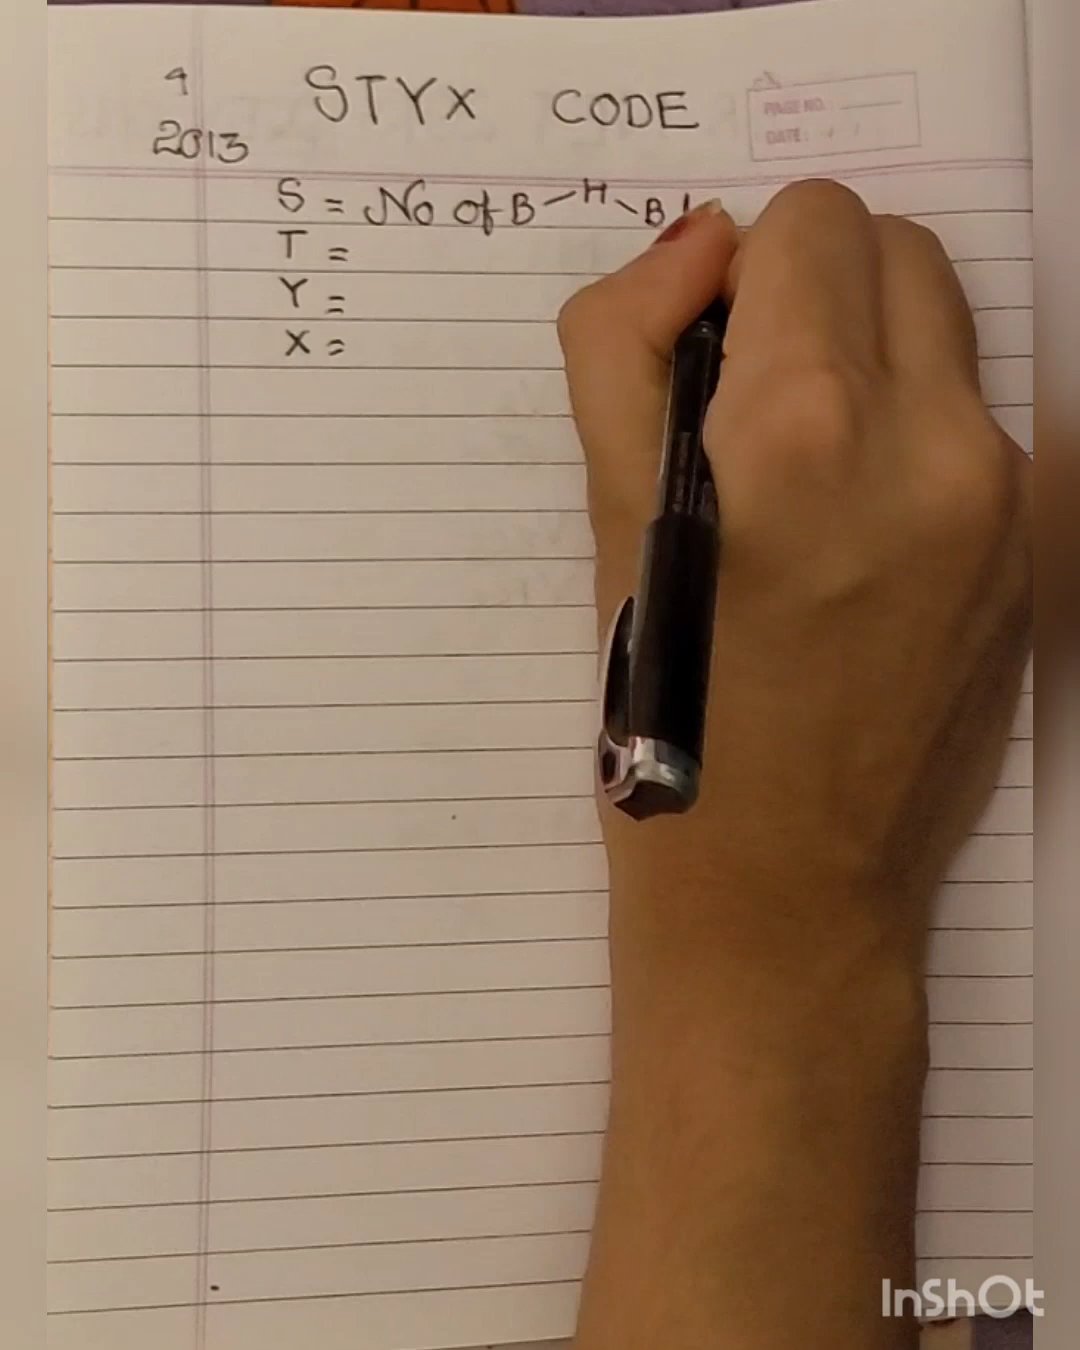 4
2013
STYX CODE
PAGE NO.:
DATE: / /
S = No of B-H-B
T =
Y =
X =
InShOt